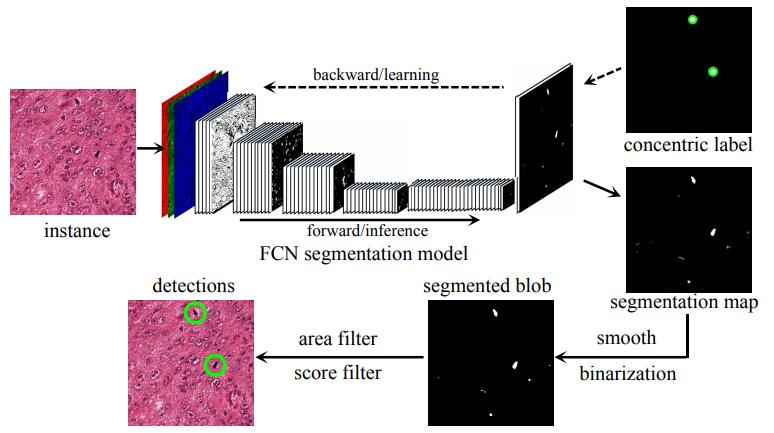 backward/learning
concentric label
instance
forward/inference
FCN segmentation model
detections
segmented blob
segmentation map
area filter
smooth
score filter
binarization